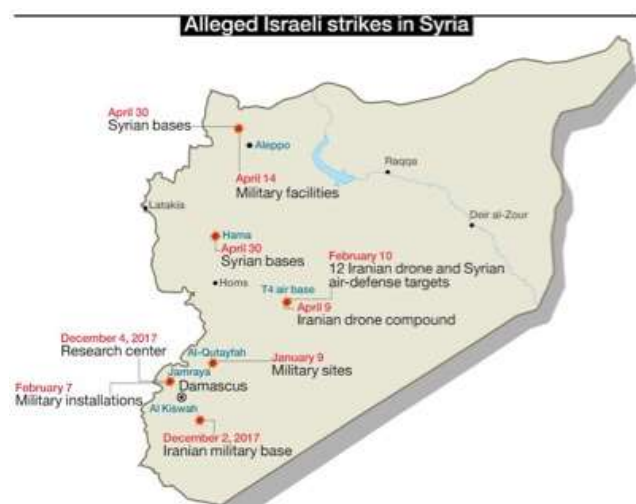 Alleged Israeli strikes in Syria
April 30
Syrian bases
Aleppo
April 14
Military facilities
Raqqa
Latakia
Deir al-Zour
Hama
April 30
Syrian bases
February 10
12 Iranian drone and Syrian
air-defense targets
Homs
T4 air base
April 9
Iranian drone compound
December 4, 2017
Research center
Al-Qutayfah
January 9
Military sites
Jamraya
February 7
Military installations
Damascus
Al Kiswah
December 2, 2017
Iranian military base